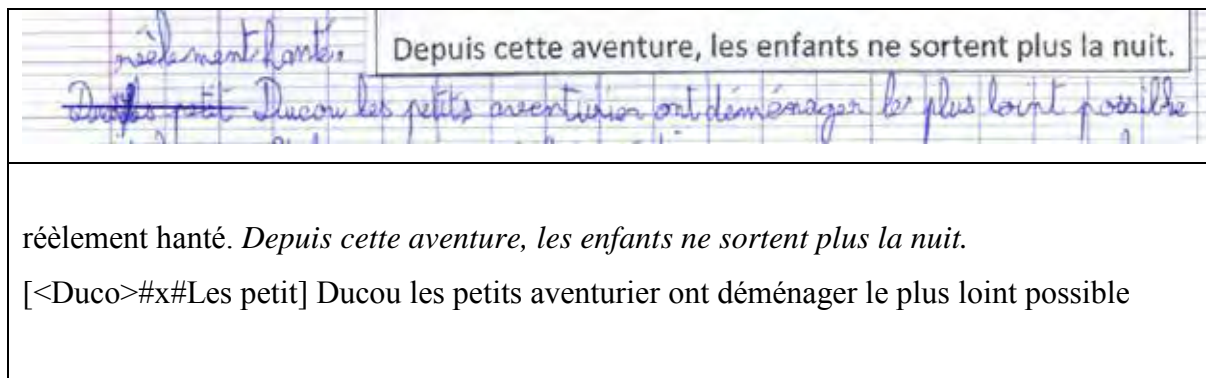 réèlement hanté. Depuis cette aventure, les enfants ne sortent plus la nuit.
petit Ducou les petits aventurier ont déménager le plus loint possible
réèlement hanté. Depuis cette aventure, les enfants ne sortent plus la nuit.
[<Duco>#x#Les petit] Ducou les petits aventurier ont déménager le plus loint possible